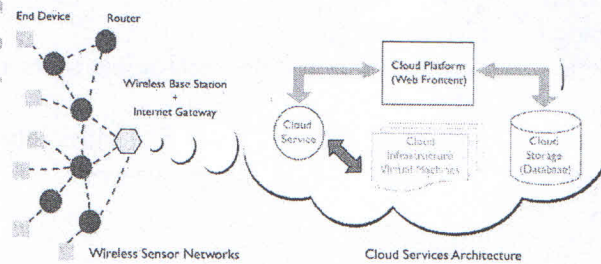 End Device
Router
Wireless Base Station
+
Internet Gateway
Cloud Platform
(Web Frontent)
Cloud
Service
Cloud
Infrastructure
Virtual Machines
Cloud
Storage
(Database)
Wireless Sensor Networks
Cloud Services Architecture